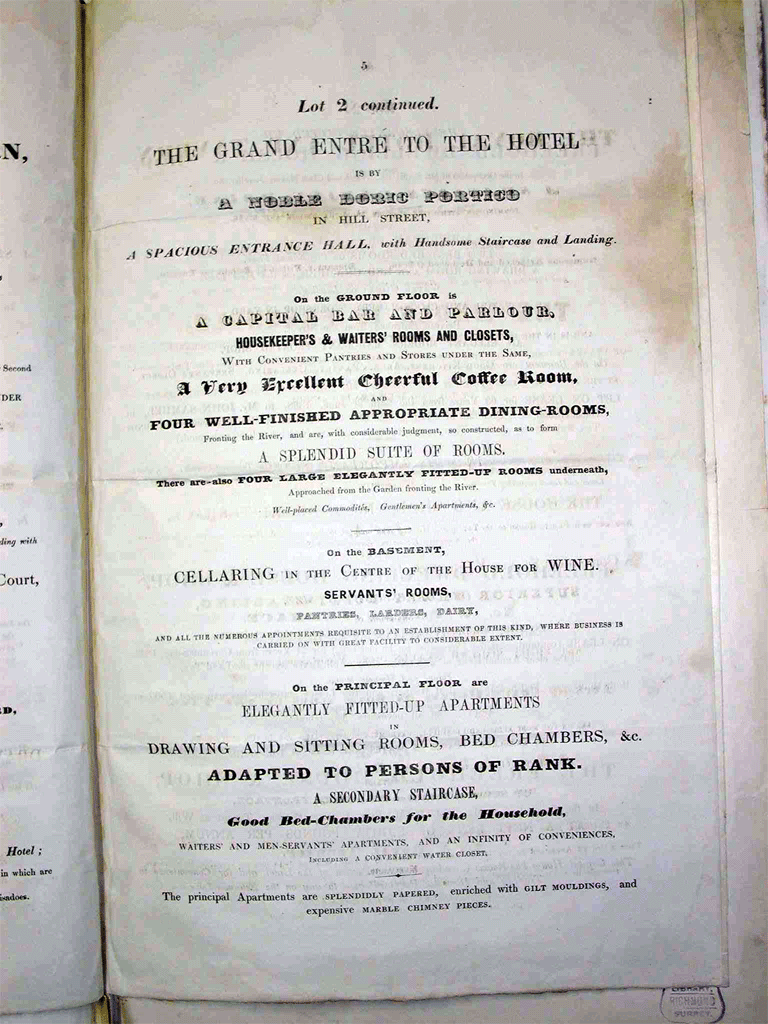 5
Lot 2 continued.
THE GRAND ENTRÉ TO THE HOTEL
IS BY
A NOBLE DORIC PORTICO
IN HILL STREET,
A SPACIOUS ENTRANCE HALL, with Handsome Staircase and Landing.
On the GROUND FLOOR is
A CAPITAL BAR AND PARLOUR,
HOUSEKEEPER'S & WAITERS' ROOMS AND CLOSETS,
WITH CONVENIENT PANTRIES AND STORES UNDER THE SAME,
A Very Excellent Cheerful Coffee Room,
AND
FOUR WELL-FINISHED APPROPRIATE DINING-ROOMS,
Fronting the River, and are, with considerable judgment, so constructed, as to form
A SPLENDID SUITE OF ROOMS.
There are also FOUR LARGE ELEGANTLY FITTED-UP ROOMS underneath,
Approached from the Garden fronting the River.
Well-placed Commodités, Gentlemen's Apartments, &c.
On the BASEMENT,
CELLARING IN THE CENTRE OF THE HOUSE FOR WINE.
SERVANTS' ROOMS,
PANTRIES, LARDERS, DAIRY,
AND ALL THE NUMEROUS APPOINTMENTS REQUISITE TO AN ESTABLISHMENT OF THIS KIND, WHERE BUSINESS IS
CARRIED ON WITH GREAT FACILITY TO CONSIDERABLE EXTENT.
On the PRINCIPAL FLOOR are
ELEGANTLY FITTED-UP APARTMENTS
IN
DRAWING AND SITTING ROOMS, BED CHAMBERS, &c.
ADAPTED TO PERSONS OF RANK.
A SECONDARY STAIRCASE,
Good Bed-Chambers for the Household,
WAITERS' AND MEN-SERVANTS' APARTMENTS, AND AN INFINITY OF CONVENIENCES,
INCLUDING A CONVENIENT WATER CLOSET.
The principal Apartments are SPLENDIDLY PAPERED, enriched with GILT MOULDINGS, and
expensive MARBLE CHIMNEY PIECES.
N,
Second
DER
ding with
Court,
RD,
Hotel ;
in which are
LIBRARY,
RICHMOND
SURREY.